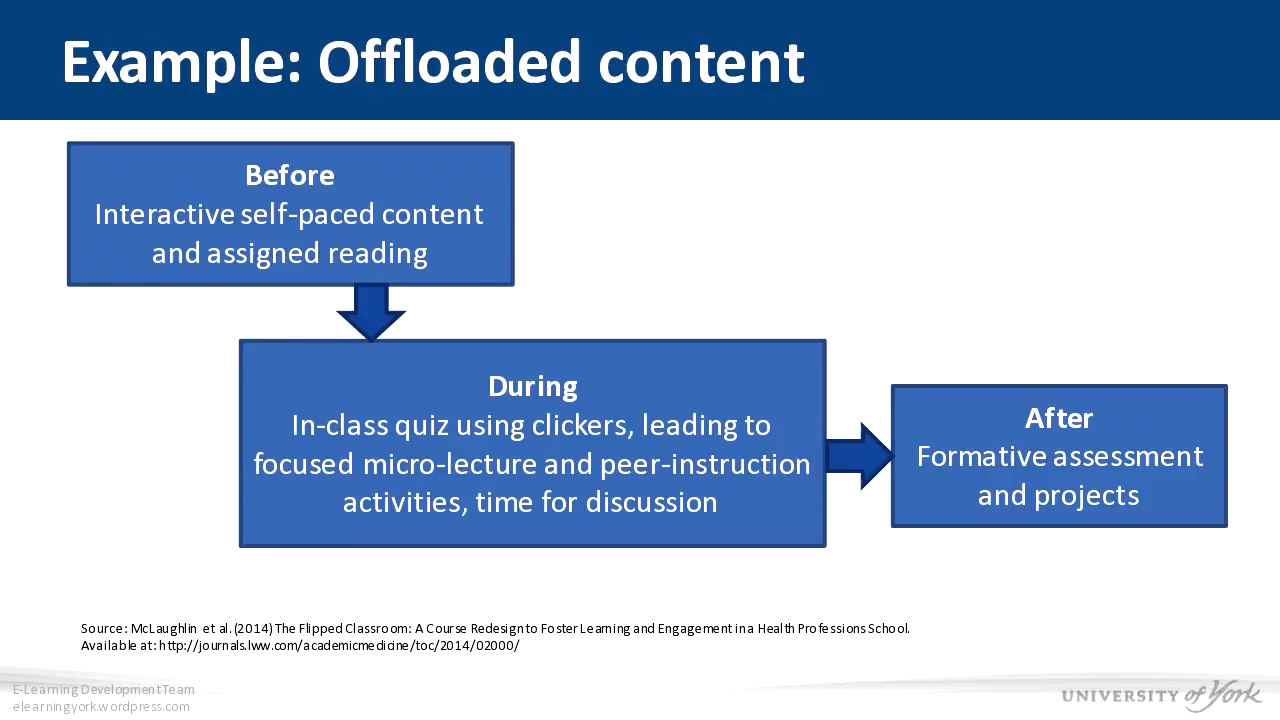 Example: Offloaded content
Before
Interactive self-paced content
and assigned reading
During
In-class quiz using clickers, leading to
focused micro-lecture and peer-instruction
activities, time for discussion
After
Formative assessment
and projects
Source: McLaughlin et al. (2014) The Flipped Classroom: A Course Redesign to Foster Learning and Engagement in a Health Professions School.
Available at: http://journals.lww.com/academicmedicine/toc/2014/02000/
E-Learning Development Team
elearningyork.wordpress.com
UNIVERSITY of York